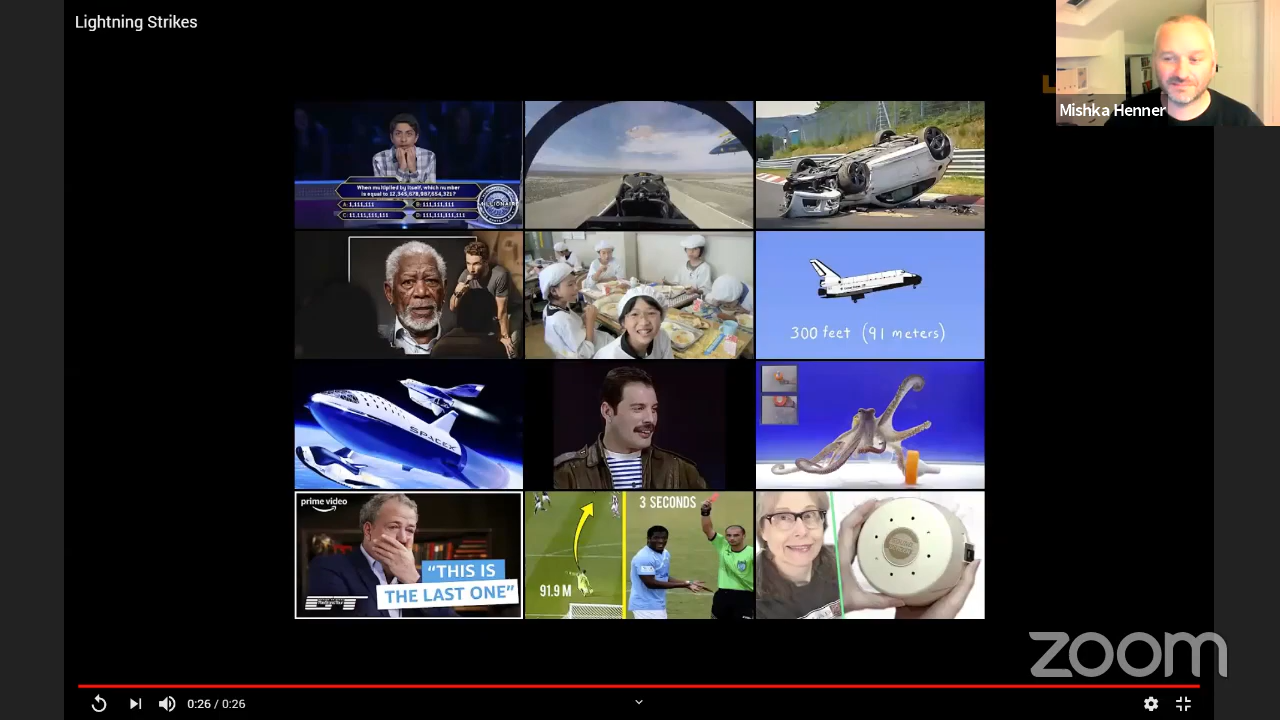 Lightning Strikes
Mishka Henner
When multiplied by itself, which number
is equal to 12,345,678,987,654,321?
A: 1,111,111
B: 111,111,111
C: 11,111,111,111
D: 111,111,111,111
MILLIONAIRE
300 feet (91 meters)
SPACEX
prime video
"THIS IS
THE LAST ONE"
91.9 M
3 SECONDS
zoom
0:26 / 0:26